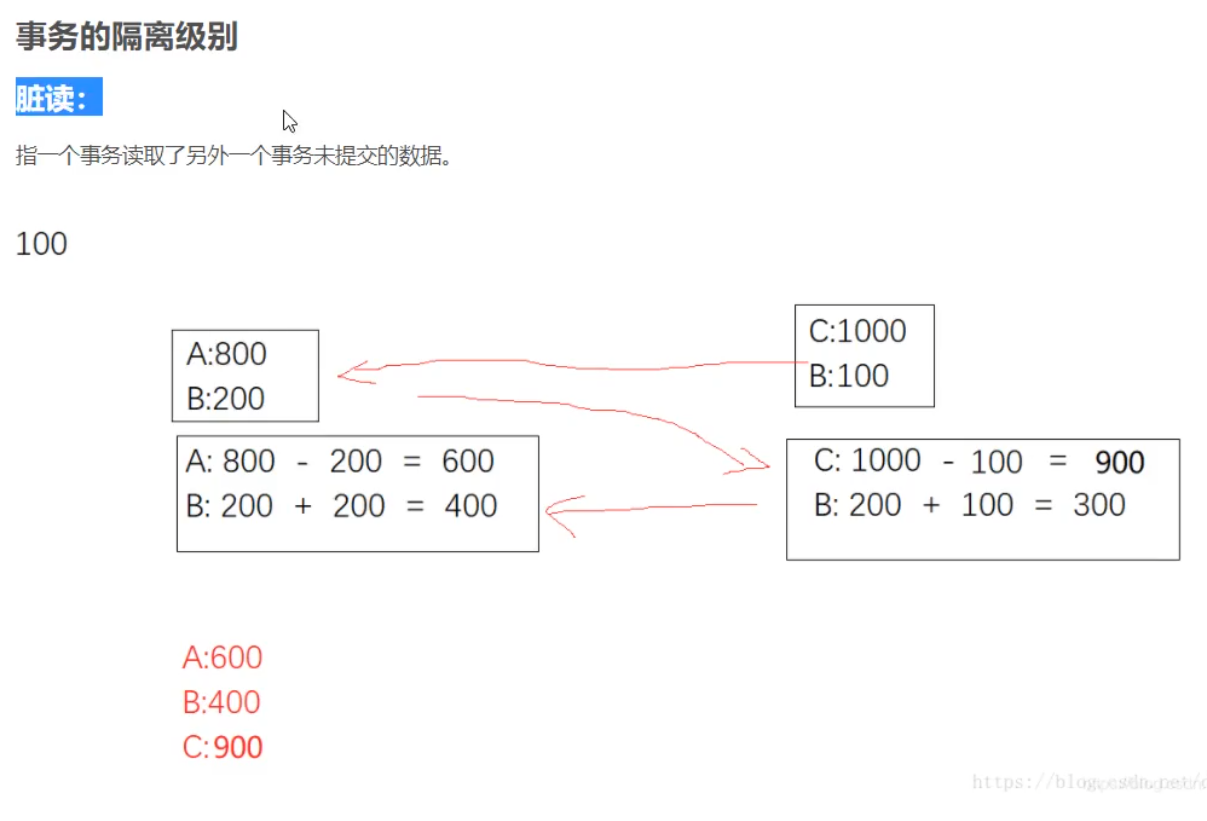 事务的隔离级别
脏读：
指一个事务读取了另外一个事务未提交的数据。
100
A:800
B:200
C:1000
B:100
A: 800 - 200 = 600
B: 200 + 200 = 400
C: 1000 - 100 = 900
B: 200 + 100 = 300
A:600
B:400
C:900
https://blog.csdn.net/